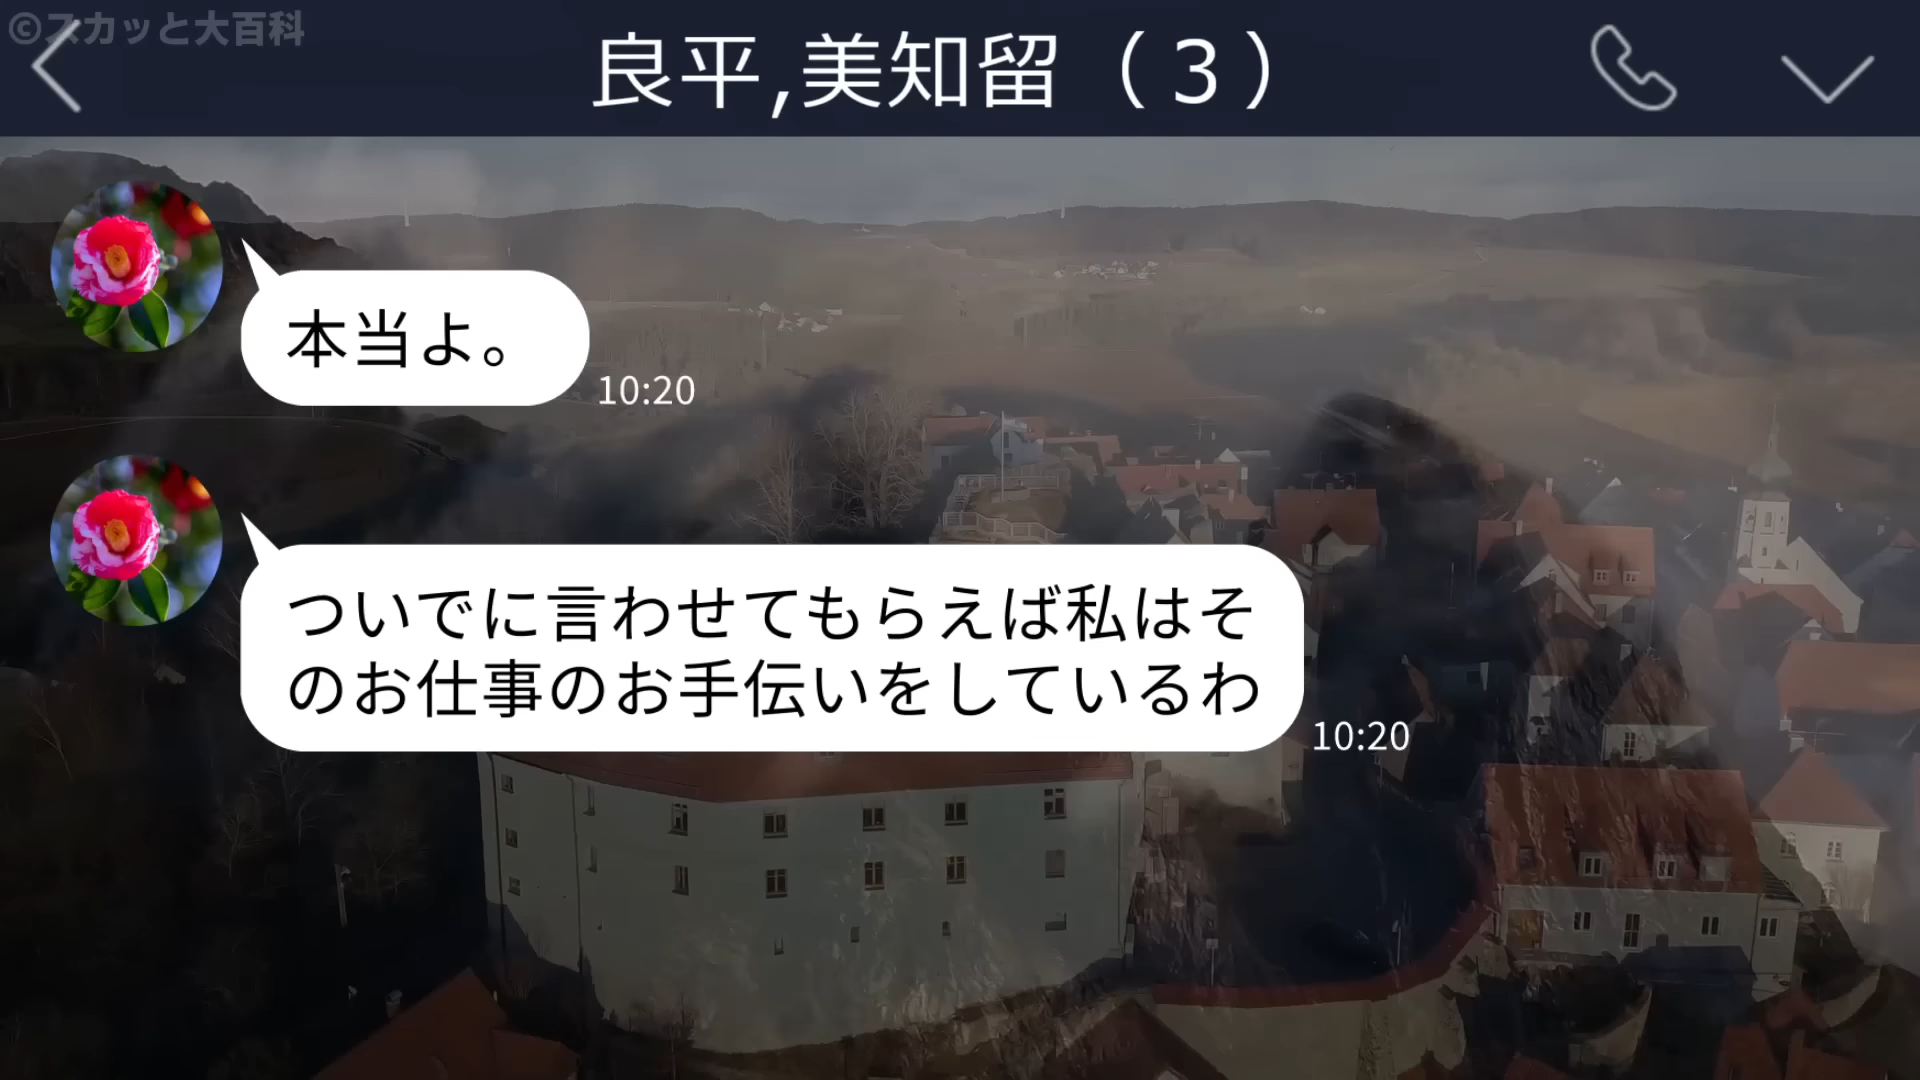 ©スカッと大百科
良平,美知留（3）
本当よ。
10:20
ついでに言わせてもらえば私はそ
のお仕事のお手伝いをしているわ
10:20